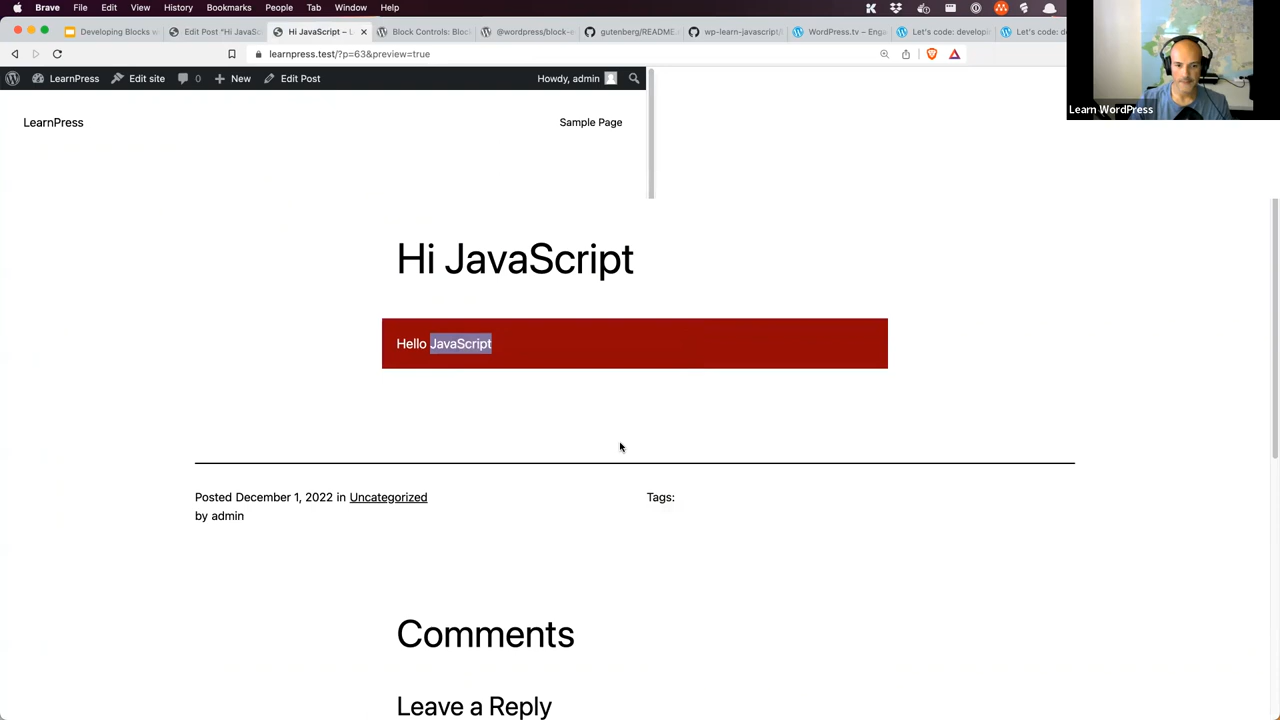 Brave File Edit View History Bookmarks People Tab Window Help
Developing Blocks w
Edit Post "Hi JavaSc
Hi JavaScript – L
Block Controls: Bloc
@wordpress/block-e
gutenberg/README.
wp-learn-javascript/
WordPress.tv – Eng
Let's code: develop
Let's code: de
learnpress.test/?p=63&preview=true
LearnPress Edit site 0 New Edit Post Howdy, admin
Learn WordPress
LearnPress Sample Page
Hi JavaScript
Hello JavaScript
Posted December 1, 2022 in Uncategorized
by admin
Tags:
Comments
Leave a Reply